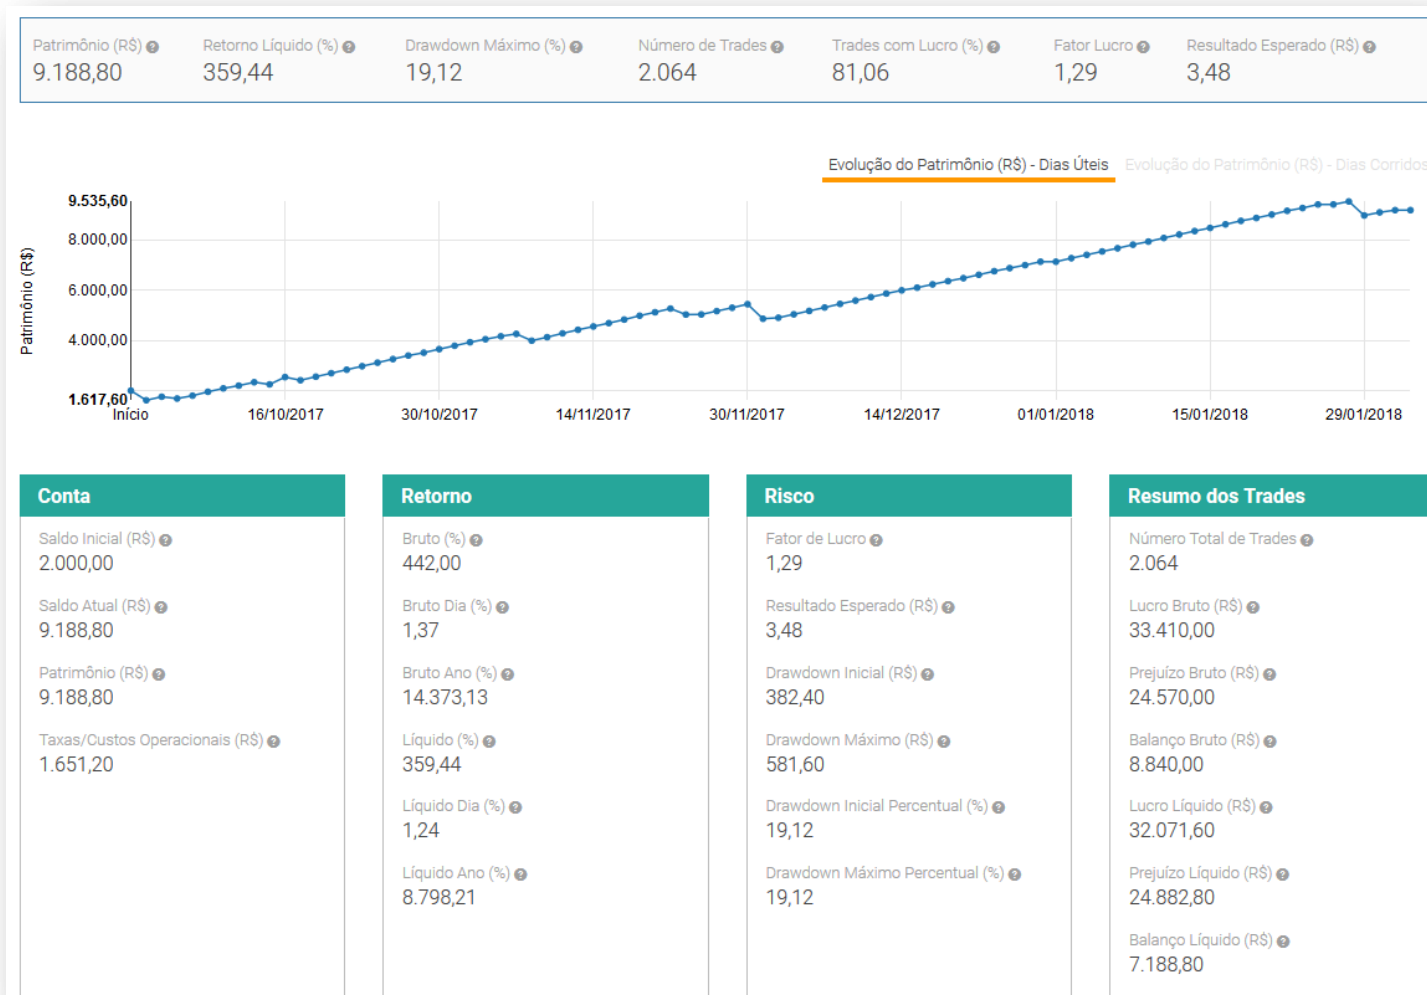 Patrimônio (R$) Retorno Líquido (%) Drawdown Máximo (%) Número de Trades Trades com Lucro (%) Fator Lucro Resultado Esperado (R$)
9.188,80 359,44 19,12 2.064 81,06 1,29 3,48
Evolução do Patrimônio (R$) - Dias Úteis Evolução do Patrimônio (R$) - Dias Corridos
Patrimônio (R$)
9.535,60
8.000,00
6.000,00
4.000,00
1.617,60
Início 16/10/2017 30/10/2017 14/11/2017 30/11/2017 14/12/2017 01/01/2018 15/01/2018 29/01/2018
Conta
Saldo Inicial (R$)
2.000,00
Saldo Atual (R$)
9.188,80
Patrimônio (R$)
9.188,80
Taxas/Custos Operacionais (R$)
1.651,20
Retorno
Bruto (%)
442,00
Bruto Dia (%)
1,37
Bruto Ano (%)
14.373,13
Líquido (%)
359,44
Líquido Dia (%)
1,24
Líquido Ano (%)
8.798,21
Risco
Fator de Lucro
1,29
Resultado Esperado (R$)
3,48
Drawdown Inicial (R$)
382,40
Drawdown Máximo (R$)
581,60
Drawdown Inicial Percentual (%)
19,12
Drawdown Máximo Percentual (%)
19,12
Resumo dos Trades
Número Total de Trades
2.064
Lucro Bruto (R$)
33.410,00
Prejuízo Bruto (R$)
24.570,00
Balanço Bruto (R$)
8.840,00
Lucro Líquido (R$)
32.071,60
Prejuízo Líquido (R$)
24.882,80
Balanço Líquido (R$)
7.188,80